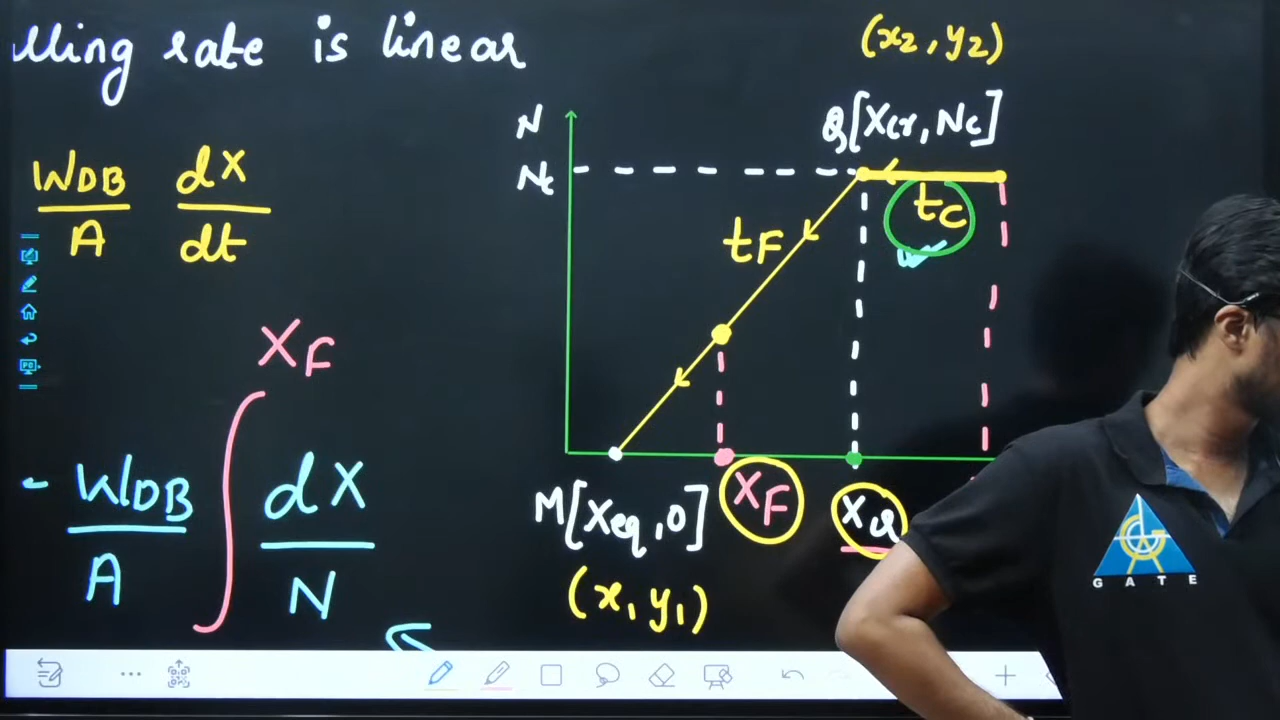 lling rate is linear
WDB dX
A dt
XF
- WDB dX
A N
(x2, y2)
N
Q[Xcr, Nc]
Nc
tC
tF
M[Xeq, 0] XF Xcr
(x1, y1)
GATE